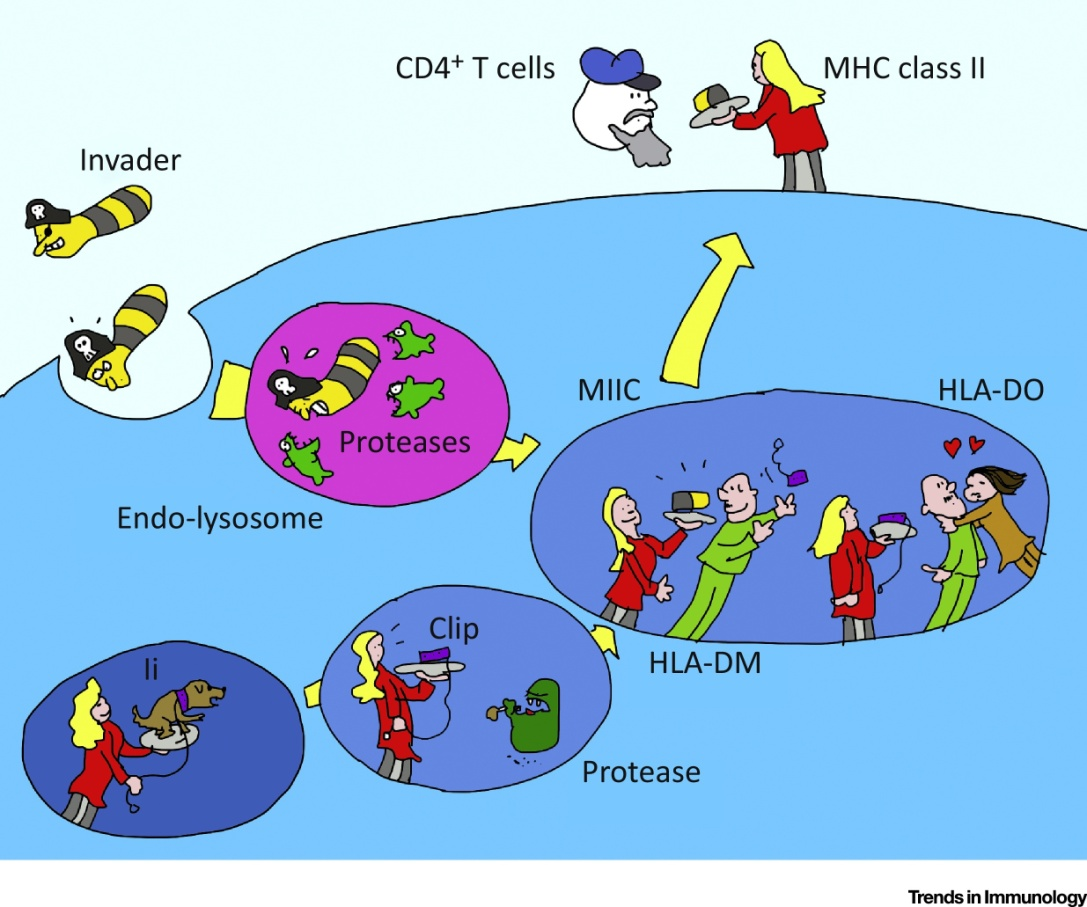 CD4⁺ T cells
MHC class II
Invader
MIIC
HLA-DO
Proteases
Endo-lysosome
Clip
HLA-DM
Ii
Protease
Trends in Immunology